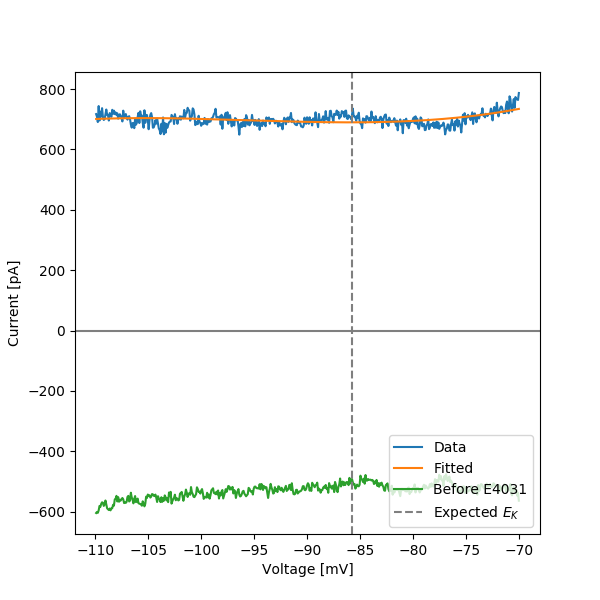 800
600
400
200
0
−200
−400
−600
Current [pA]
Data
Fitted
Before E4031
Expected $E_K$
−110
−105
−100
−95
−90
−85
−80
−75
−70
Voltage [mV]